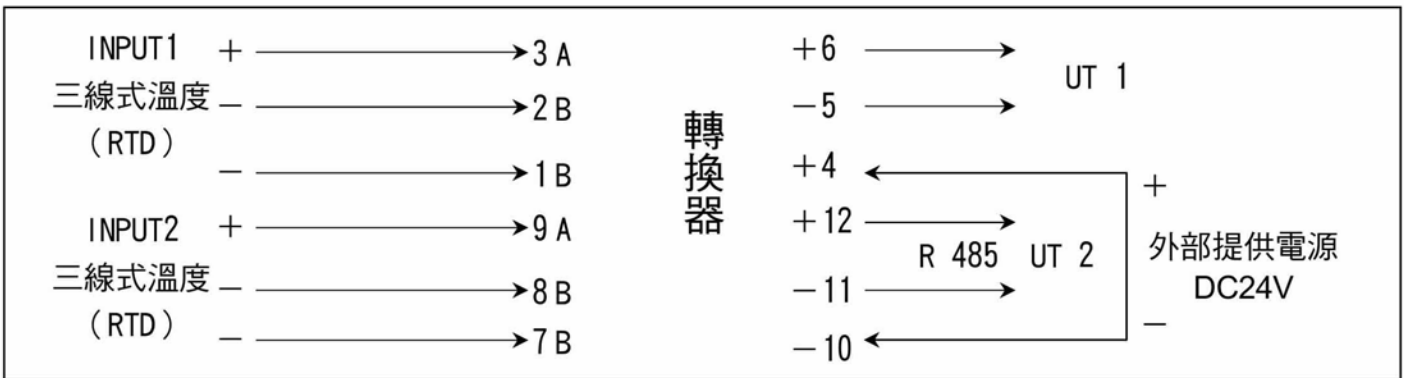 INPUT1 + 3 A
三線式溫度 - 2 B
(RTD)
- 1 B
INPUT2 + 9 A
三線式溫度 - 8 B
(RTD) - 7 B
轉換器
+6
UT 1
-5
+4
+12
R 485 UT 2
-11
-10
+
外部提供電源
DC24V
-